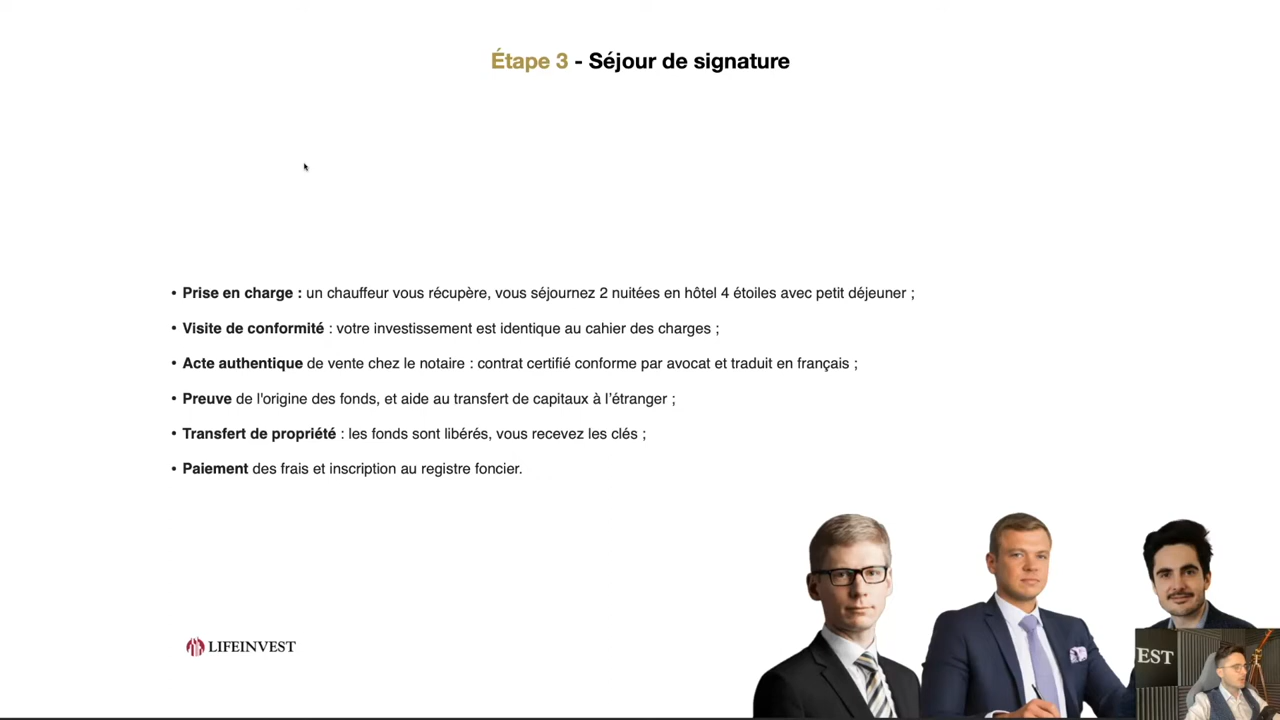 Étape 3 - Séjour de signature
• Prise en charge : un chauffeur vous récupère, vous séjournez 2 nuitées en hôtel 4 étoiles avec petit déjeuner ;
• Visite de conformité : votre investissement est identique au cahier des charges ;
• Acte authentique de vente chez le notaire : contrat certifié conforme par avocat et traduit en français ;
• Preuve de l'origine des fonds, et aide au transfert de capitaux à l’étranger ;
• Transfert de propriété : les fonds sont libérés, vous recevez les clés ;
• Paiement des frais et inscription au registre foncier.
LIFEINVEST
EST